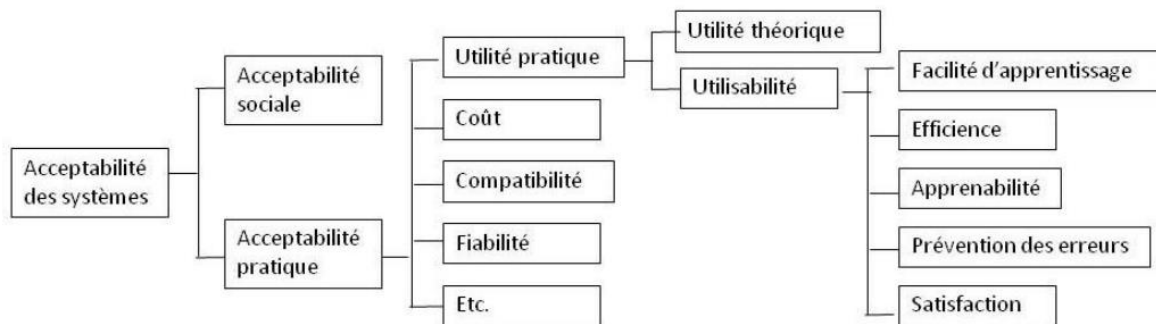 Acceptabilité
des systèmes
Acceptabilité
sociale
Acceptabilité
pratique
Utilité pratique
Coût
Compatibilité
Fiabilité
Etc.
Utilité théorique
Utilisabilité
Facilité d'apprentissage
Efficience
Apprenabilité
Prévention des erreurs
Satisfaction